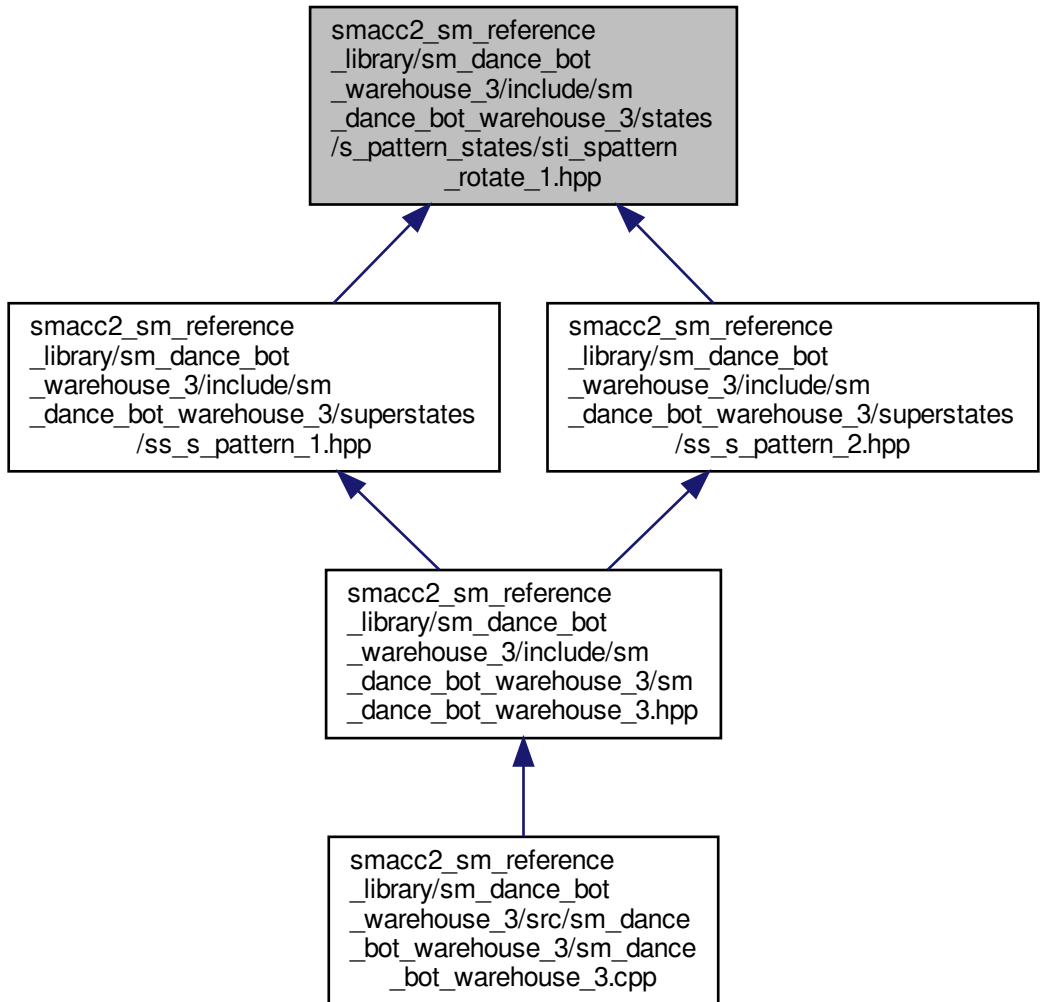 smacc2_sm_reference
_library/sm_dance_bot
_warehouse_3/include/sm
_dance_bot_warehouse_3/states
/s_pattern_states/sti_spattern
_rotate_1.hpp
smacc2_sm_reference
_library/sm_dance_bot
_warehouse_3/include/sm
_dance_bot_warehouse_3/superstates
/ss_s_pattern_1.hpp
smacc2_sm_reference
_library/sm_dance_bot
_warehouse_3/include/sm
_dance_bot_warehouse_3/superstates
/ss_s_pattern_2.hpp
smacc2_sm_reference
_library/sm_dance_bot
_warehouse_3/include/sm
_dance_bot_warehouse_3/sm
_dance_bot_warehouse_3.hpp
smacc2_sm_reference
_library/sm_dance_bot
_warehouse_3/src/sm_dance
_bot_warehouse_3/sm_dance
_bot_warehouse_3.cpp